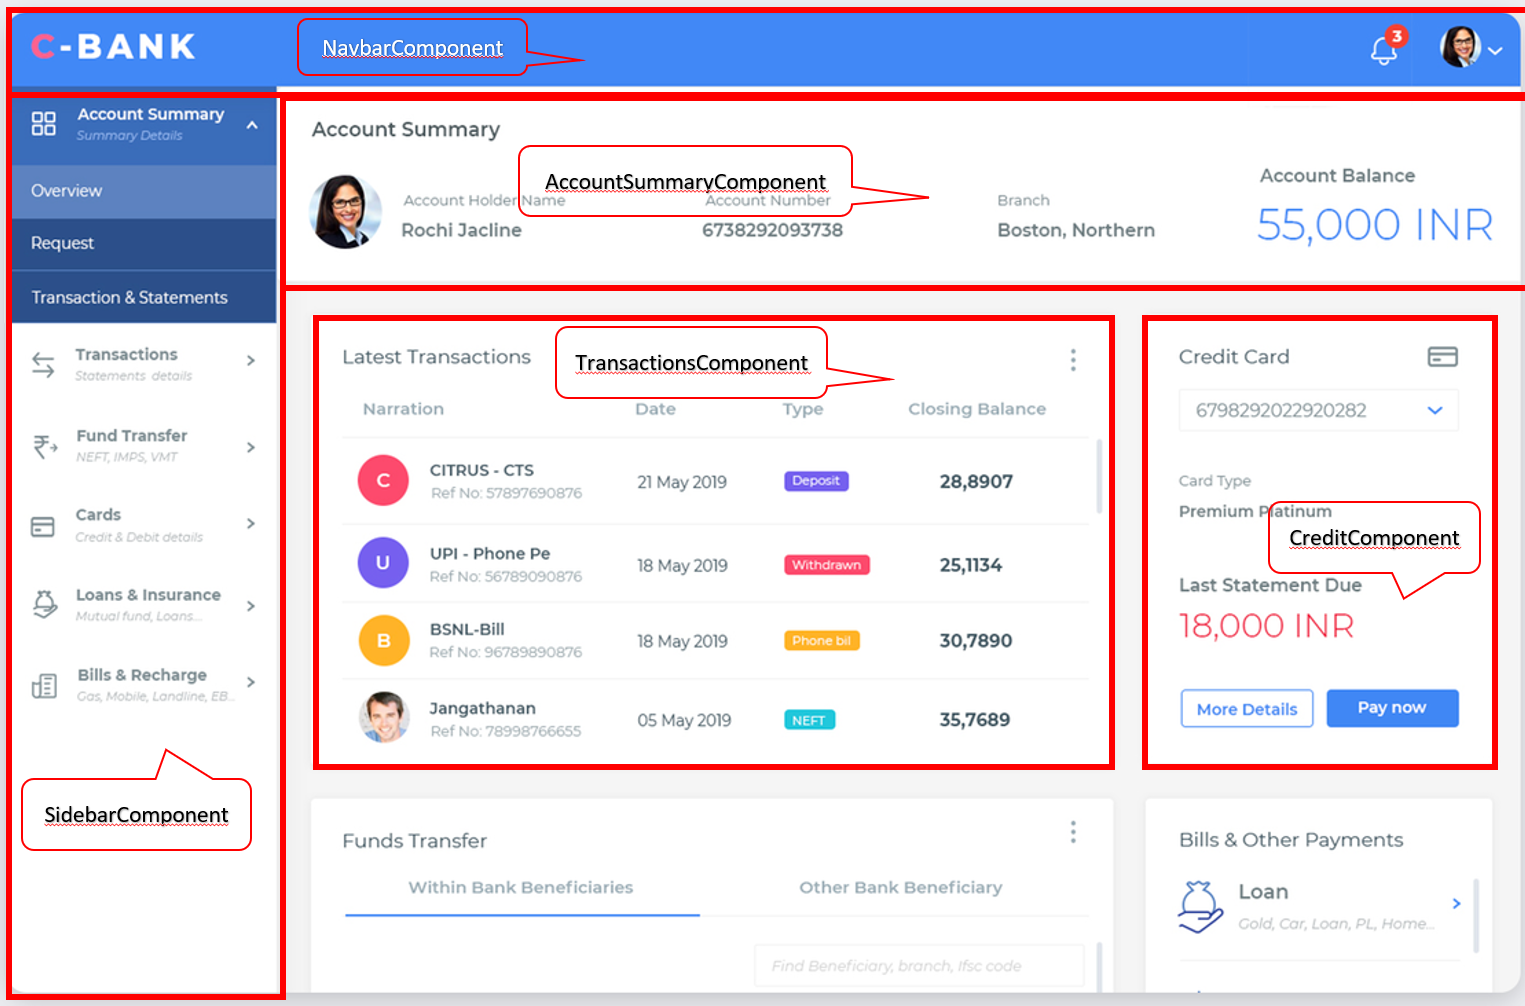 C-BANK
NavbarComponent
3
Account Summary
Summary Details
Overview
Request
Transaction & Statements
Transactions
Statements details
Fund Transfer
NEFT, IMPS, VMT
Cards
Credit & Debit details
Loans & Insurance
Mutual fund, Loans...
Bills & Recharge
Gas, Mobile, Landline, EB...
SidebarComponent
Account Summary
AccountSummaryComponent
Account Holder Name
Rochi Jacline
Account Number
6738292093738
Branch
Boston, Northern
Account Balance
55,000 INR
Latest Transactions
TransactionsComponent
Narration Date Type Closing Balance
C CITRUS - CTS 21 May 2019 Deposit 28,8907
Ref No: 57897690876
U UPI - Phone Pe 18 May 2019 Withdrawn 25,1134
Ref No: 56789090876
B BSNL-Bill 18 May 2019 Phone bil 30,7890
Ref No: 96789890876
Jangathanan 05 May 2019 NEFT 35,7689
Ref No: 78998766655
Credit Card
6798292022920282
Card Type
Premium Platinum
CreditComponent
Last Statement Due
18,000 INR
More Details Pay now
Funds Transfer
Within Bank Beneficiaries Other Bank Beneficiary
Find Beneficiary, branch, Ifsc code
Bills & Other Payments
Loan
Gold, Car, Loan, PL, Home...